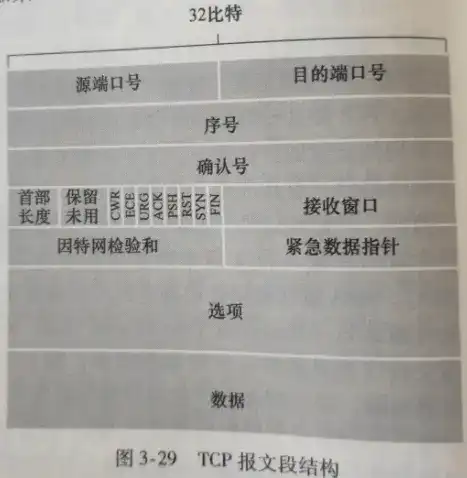 32比特
源端口号 目的端口号
序号
确认号
首部 保留
长度 未用
CWR
ECE
URG
ACK
PSH
RST
SYN
FIN
接收窗口
因特网检验和 紧急数据指针
选项
数据
图 3-29 TCP 报文段结构